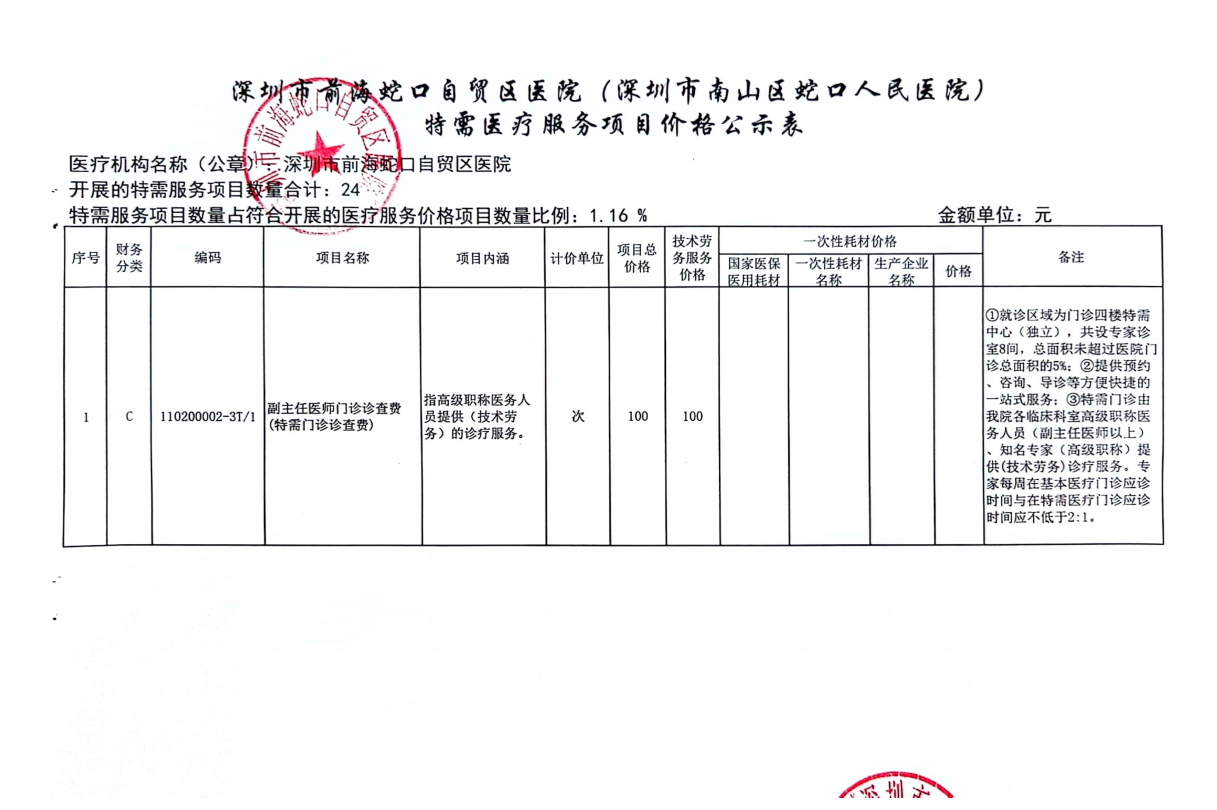 深圳市前海蛇口自贸区医院（深圳市南山区蛇口人民医院）
特需医疗服务项目价格公示表
医疗机构名称（公章）：深圳市前海蛇口自贸区医院
开展的特需服务项目数量合计：24
特需服务项目数量占符合开展的医疗服务价格项目数量比例：1.16 %
金额单位：元
序号
财务
分类
编码
项目名称
项目内涵
计价单位
项目总
价格
技术劳
务服务
价格
一次性耗材价格
国家医保
医用耗材
一次性耗材
名称
生产企业
名称
价格
备注
1
C
110200002-3T/1
副主任医师门诊诊查费
(特需门诊诊查费)
指高级职称医务人
员提供（技术劳
务）的诊疗服务。
次
100
100
①就诊区域为门诊四楼特需
中心（独立），共设专家诊
室8间，总面积未超过医院门
诊总面积的5%；②提供预约
、咨询、导诊等方便快捷的
一站式服务；③特需门诊由
我院各临床科室高级职称医
务人员（副主任医师以上）
、知名专家（高级职称）提
供(技术劳务)诊疗服务。专
家每周在基本医疗门诊应诊
时间与在特需医疗门诊应诊
时间应不低于2:1。